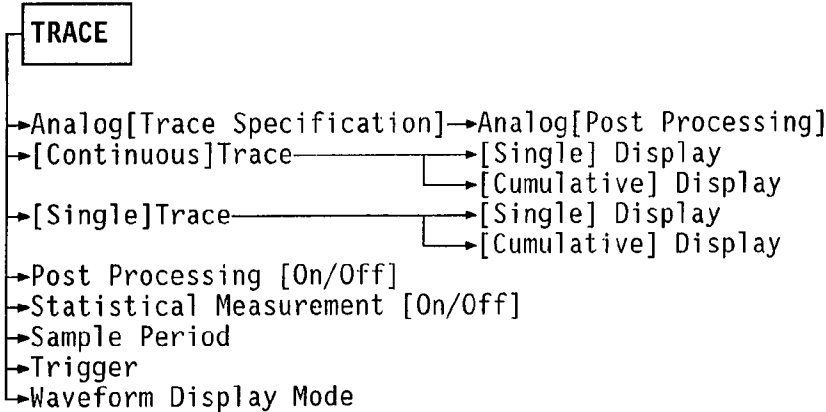 TRACE
Analog[Trace Specification] Analog[Post Processing]
[Continuous]Trace [Single] Display
[Cumulative] Display
[Single]Trace [Single] Display
[Cumulative] Display
Post Processing [On/Off]
Statistical Measurement [On/Off]
Sample Period
Trigger
Waveform Display Mode